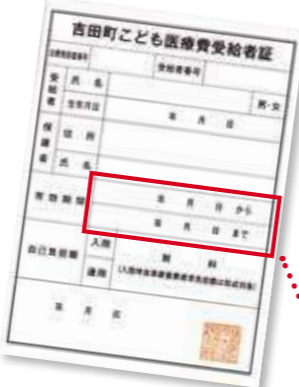 吉田町こども医療費受給者証
受給者番号
受給者
氏名
男・女
生年月日
年 月 日
保護者
住所
氏名
有効期間
年 月 日 から
年 月 日 まで
自己負担額
入院
無料
通院
年 月 日